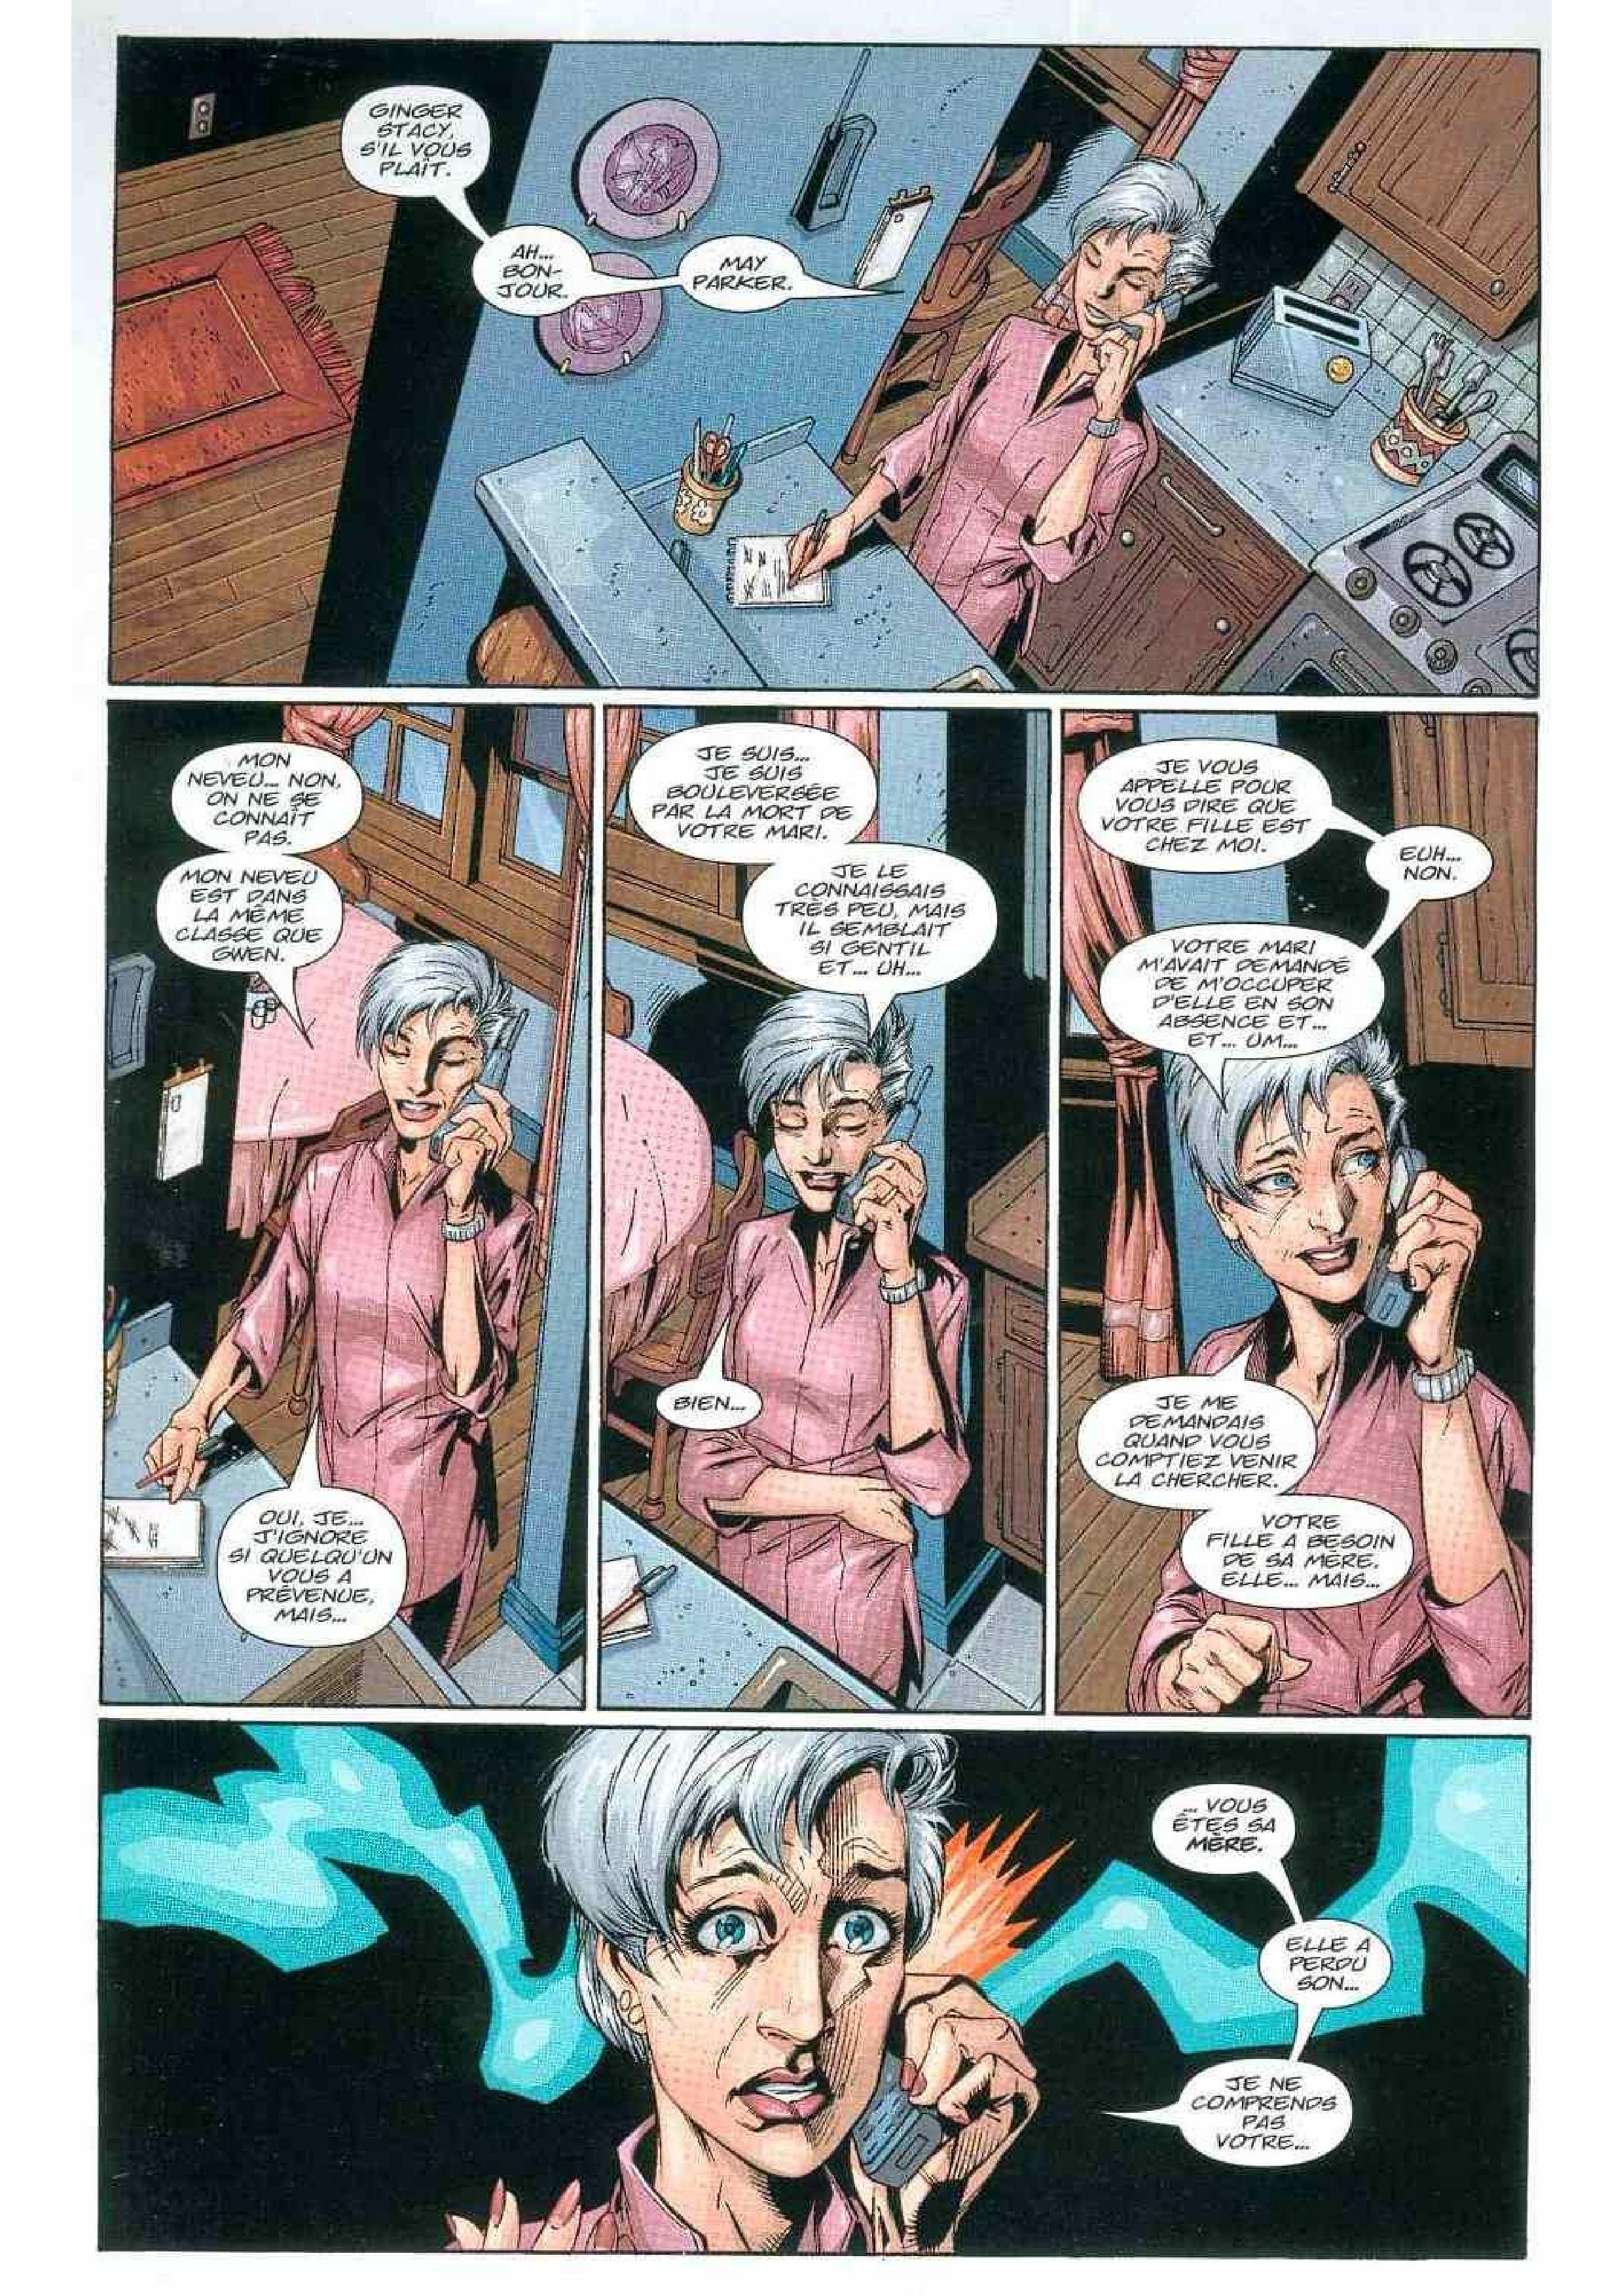 GINGER
STACY,
S'IL VOUS
PLAÎT.
AH...
BON-
JOUR.
MAY
PARKER.
MON
NEVEU... NON,
ON NE SE
CONNAÎT
PAS.
MON NEVEU
EST DANS
LA MÊME
CLASSE QUE
GWEN.
OUI, JE...
J'IGNORE
SI QUELQU'UN
VOUS A
PRÉVENUE,
MAIS...
JE SUIS...
JE SUIS
BOULEVERSÉE
PAR LA MORT DE
VOTRE MARI.
JE LE
CONNAISSAIS
TRÈS PEU, MAIS
IL SEMBLAIT
SI GENTIL
ET... UH...
BIEN...
JE VOUS
APPELLE POUR
VOUS DIRE QUE
VOTRE FILLE EST
CHEZ MOI.
EUH...
NON.
VOTRE MARI
M'AVAIT DEMANDÉ
DE M'OCCUPER
D'ELLE EN SON
ABSENCE ET...
ET... UM...
JE ME
DEMANDAIS
QUAND VOUS
COMPTIEZ VENIR
LA CHERCHER.
VOTRE
FILLE A BESOIN
DE SA MÈRE.
ELLE... MAIS...
... VOUS
ÊTES SA
MÈRE.
ELLE A
PERDU
SON...
JE NE
COMPRENDS
PAS
VOTRE...